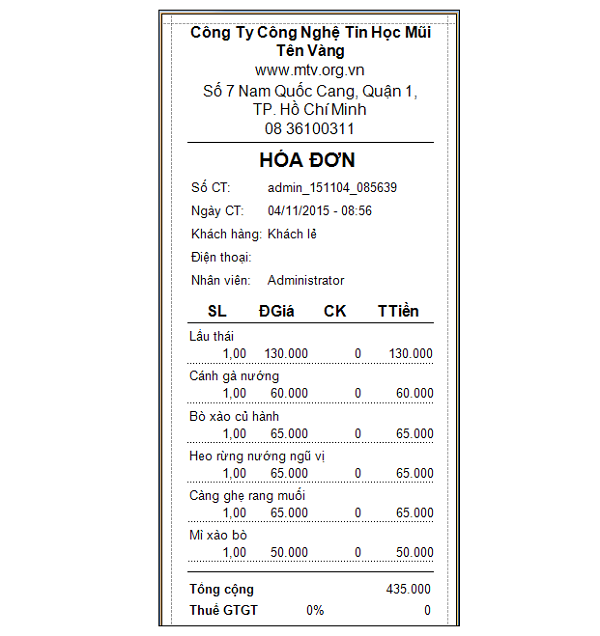 Công Ty Công Nghệ Tin Học Mũi
Tên Vàng
www.mtv.org.vn
Số 7 Nam Quốc Cang, Quận 1,
TP. Hồ Chí Minh
08 36100311
HÓA ĐƠN
Số CT: admin_151104_085639
Ngày CT: 04/11/2015 - 08:56
Khách hàng: Khách lẻ
Điện thoại:
Nhân viên: Administrator
SL ĐGiá CK TTiền
Lẩu thái
1,00 130.000 0 130.000
Cánh gà nướng
1,00 60.000 0 60.000
Bò xào củ hành
1,00 65.000 0 65.000
Heo rừng nướng ngũ vị
1,00 65.000 0 65.000
Càng ghẹ rang muối
1,00 65.000 0 65.000
Mì xào bò
1,00 50.000 0 50.000
Tổng cộng 435.000
Thuế GTGT 0% 0